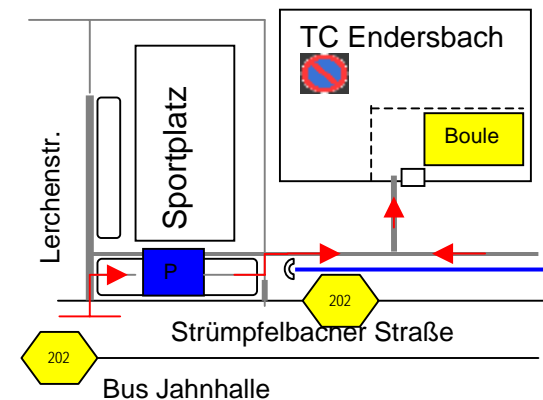 TC Endersbach
Boule
Sportplatz
Lerchenstr.
P
202
Strümpfelbacher Straße
202
Bus Jahnhalle